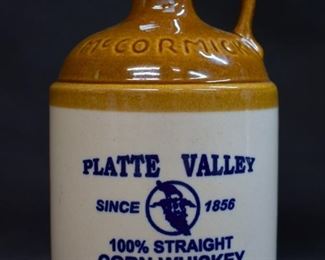 McCORMICK
PLATTE VALLEY
SINCE 1856
100% STRAIGHT
CORN WHISKEY